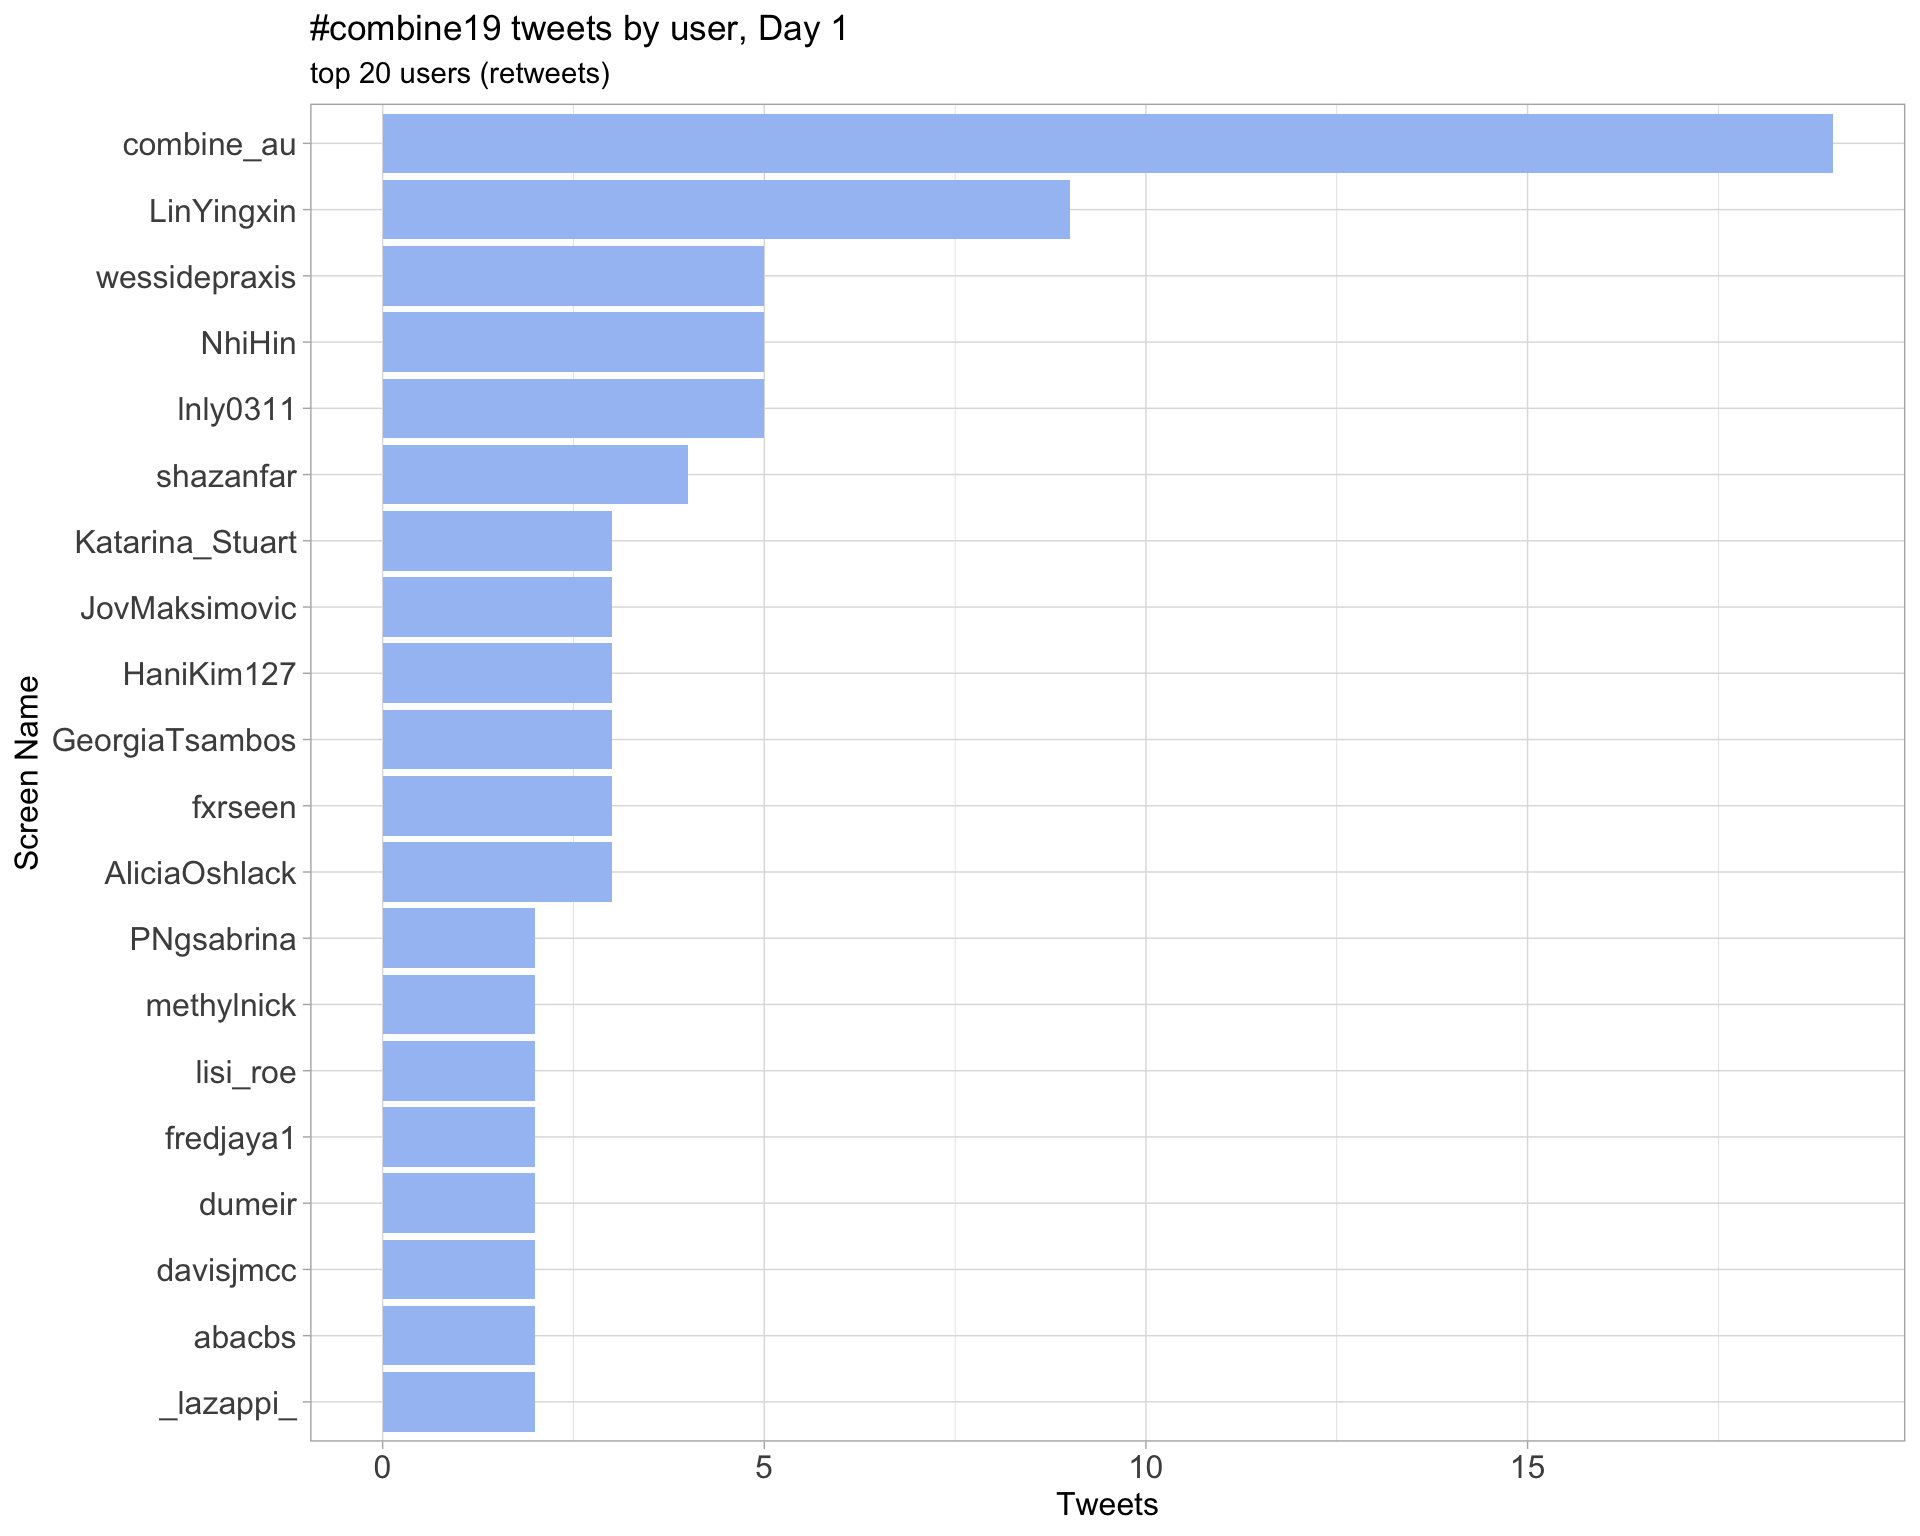 #combine19 tweets by user, Day 1
top 20 users (retweets)
combine_au
LinYingxin
wessidepraxis
NhiHin
lnly0311
shazanfar
Katarina_Stuart
JovMaksimovic
HaniKim127
GeorgiaTsambos
fxrseen
AliciaOshlack
PNgsabrina
methylnick
lisi_roe
fredjaya1
dumeir
davisjmcc
abacbs
_lazappi_
Screen Name
0 5 10 15
Tweets